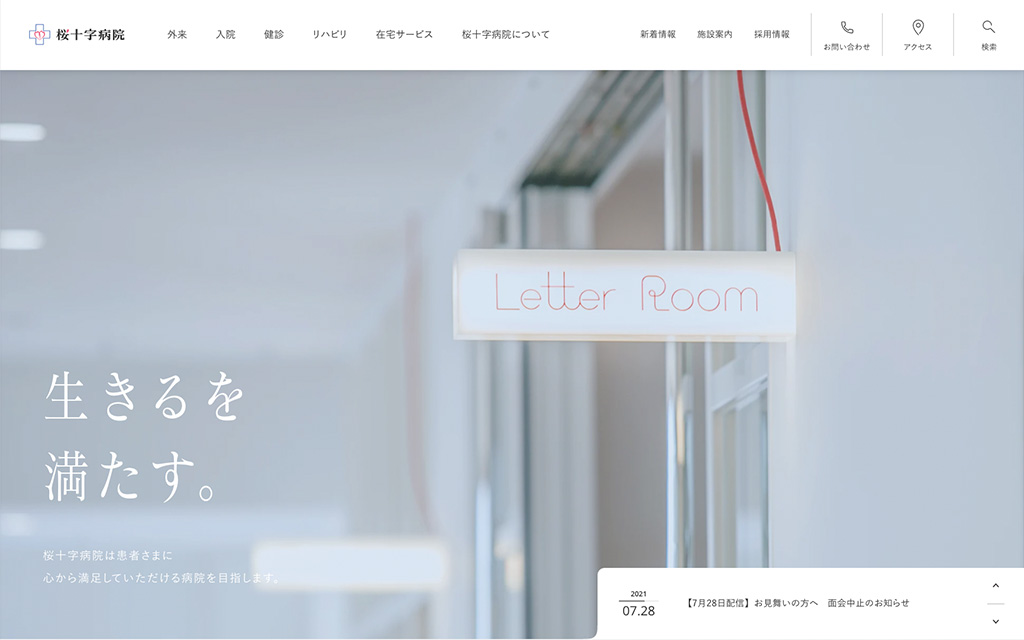 桜十字病院
外来
入院
健診
リハビリ
在宅サービス
桜十字病院について
新着情報
施設案内
採用情報
お問い合わせ
アクセス
検索
Letter Room
生きるを
満たす。
桜十字病院は患者さまに
心から満足していただける病院を目指します。
2021
07.28
【7月28日配信】お見舞いの方へ　面会中止のお知らせ